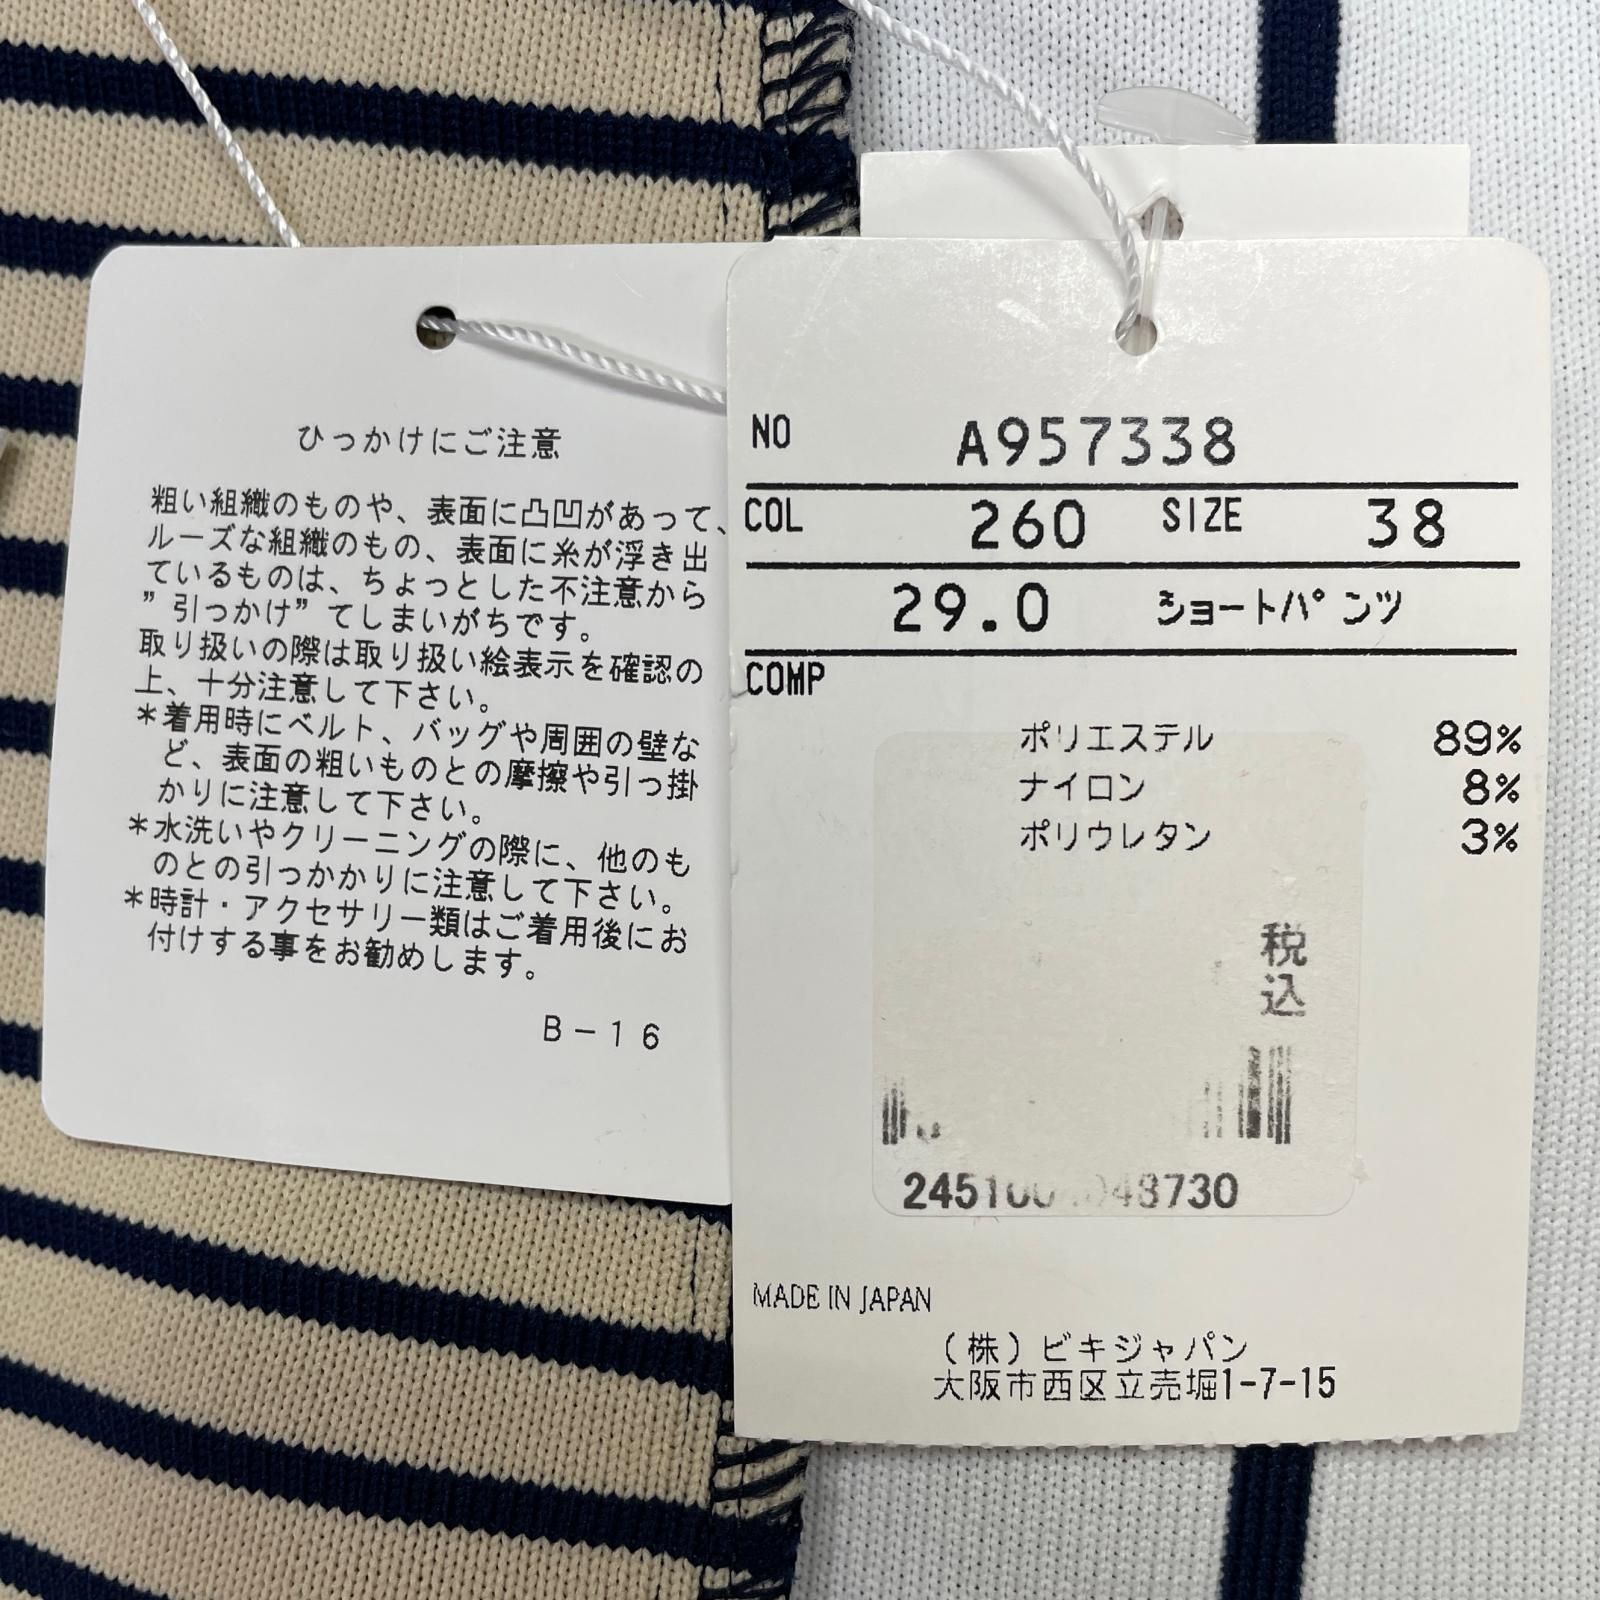 ひっかけにご注意
粗い組織のものや、表面に凸凹があって、
ルーズな組織のもの、表面に糸が浮き出
ているものは、ちょっとした不注意から
”引っかけ”てしまいがちです。
取り扱いの際は取り扱い絵表示を確認の
上、十分注意して下さい。
＊着用時にベルト、バッグや周囲の壁な
ど、表面の粗いものとの摩擦や引っ掛
かりに注意して下さい。
＊水洗いやクリーニングの際に、他のも
のとの引っかかりに注意して下さい。
＊時計・アクセサリー類はご着用後にお
付けする事をお勧めします。
B－16
NO A957338
COL 260 SIZE 38
29.0 ショートパンツ
COMP
ポリエステル 89%
ナイロン 8%
ポリウレタン 3%
税込
MADE IN JAPAN
（株）ビキジャパン
大阪市西区立売堀1-7-15